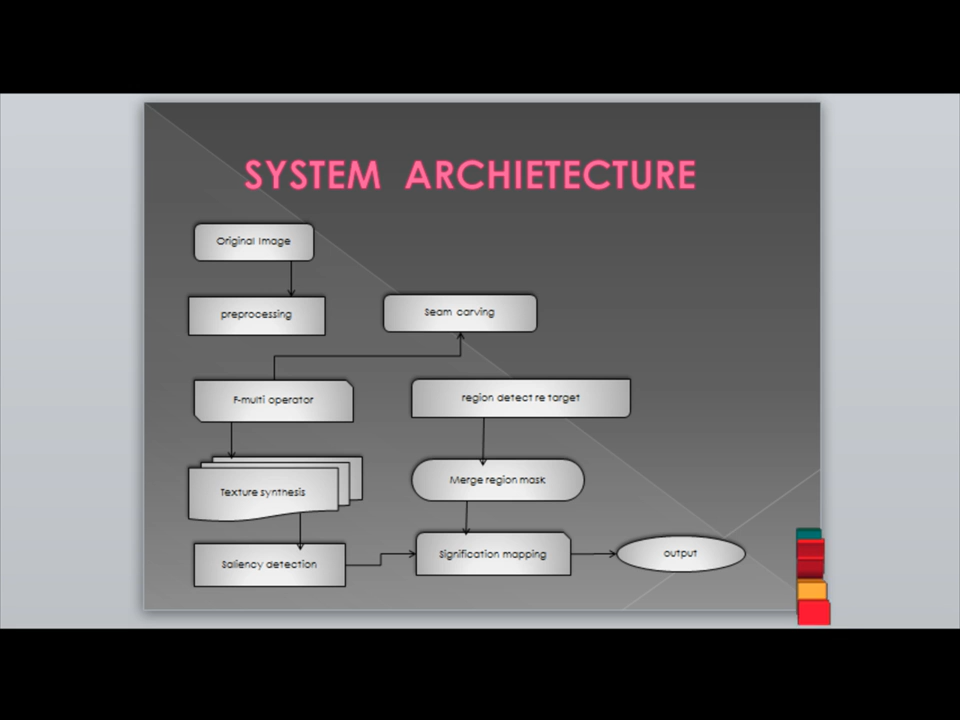 SYSTEM ARCHIETECTURE
Original Image
preprocessing
Seam carving
F-multi operator
region detect re target
Texture synthesis
Merge region mask
Saliency detection
Signification mapping
output